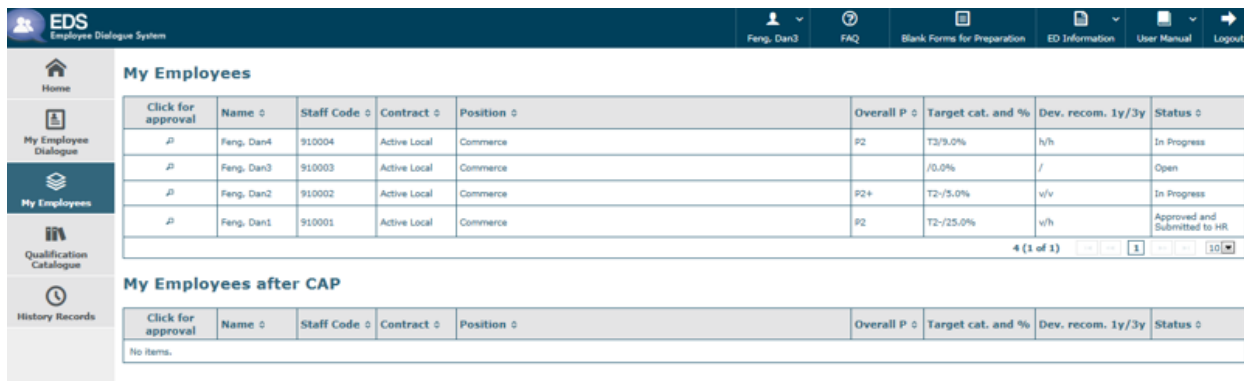 EDS
Employee Dialogue System
Feng, Dan3
FAQ
Blank Forms for Preparation
ED Information
User Manual
Logout
Home
My Employee
Dialogue
My Employees
Qualification
Catalogue
History Records
My Employees
Click for
approval
Name
Staff Code
Contract
Position
Overall P
Target cat. and %
Dev. recom. 1y/3y
Status
Feng, Dan4 910004 Active Local Commerce P2 T3/9.0% h/h In Progress
Feng, Dan3 910003 Active Local Commerce /0.0% / Open
Feng, Dan2 910002 Active Local Commerce P2+ T2-/5.0% v/v In Progress
Feng, Dan1 910001 Active Local Commerce P2 T2-/25.0% v/h Approved and
Submitted to HR
4 (1 of 1) 1 10
My Employees after CAP
Click for
approval
Name
Staff Code
Contract
Position
Overall P
Target cat. and %
Dev. recom. 1y/3y
Status
No items.